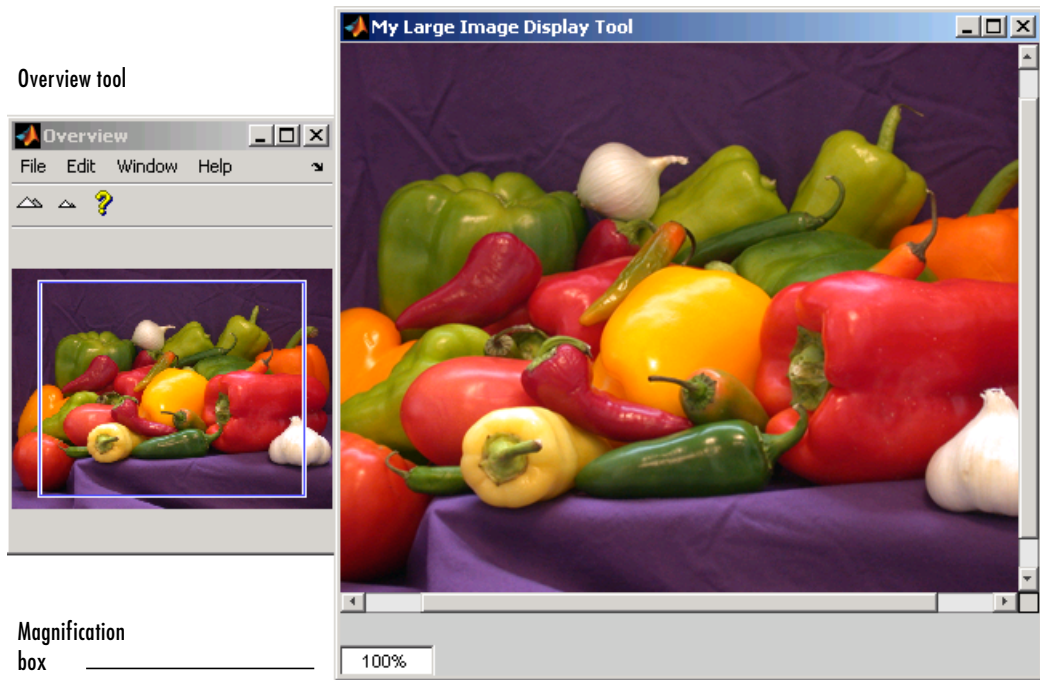 My Large Image Display Tool
Overview tool
Overview
File Edit Window Help
Magnification
box
100%